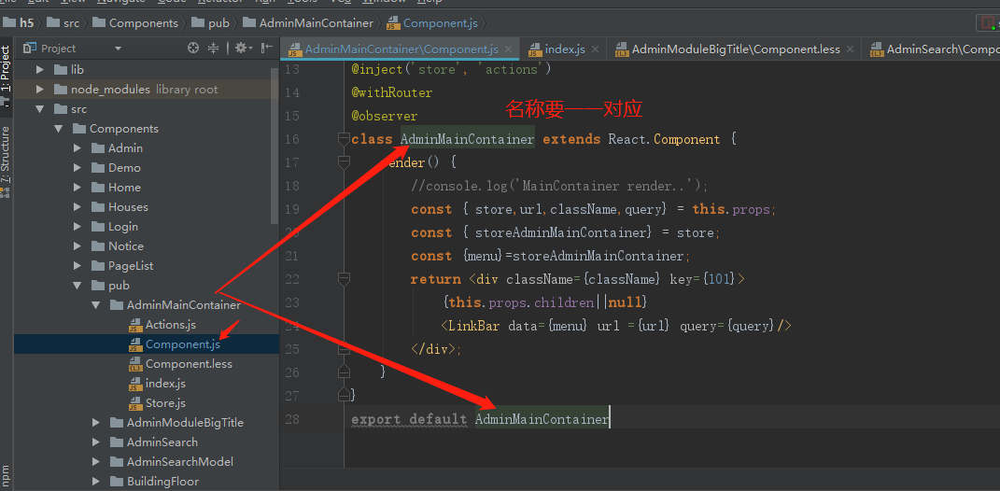 h5 src Components pub AdminMainContainer Component.js
Project
AdminMainContainer\Component.js index.js AdminModuleBigTitle\Component.less AdminSearch\Compo
1: Project
7: Structure
npm
lib
node_modules library root
src
Components
Admin
Demo
Home
Houses
Login
Notice
PageList
pub
AdminMainContainer
Actions.js
Component.js
Component.less
index.js
Store.js
AdminModuleBigTitle
AdminSearch
AdminSearchModel
BuildingFloor
名称要一一对应
13 @inject('store', 'actions')
14 @withRouter
15 @observer
16 class AdminMainContainer extends React.Component {
17 ender() {
18 //console.log('MainContainer render..');
19 const { store,url,className,query} = this.props;
20 const { storeAdminMainContainer} = store;
21 const {menu}=storeAdminMainContainer;
22 return <div className={className} key={101}>
23 {this.props.children||null}
24 <LinkBar data={menu} url ={url} query={query}/>
25 </div>;
26 }
27 }
28 export default AdminMainContainer